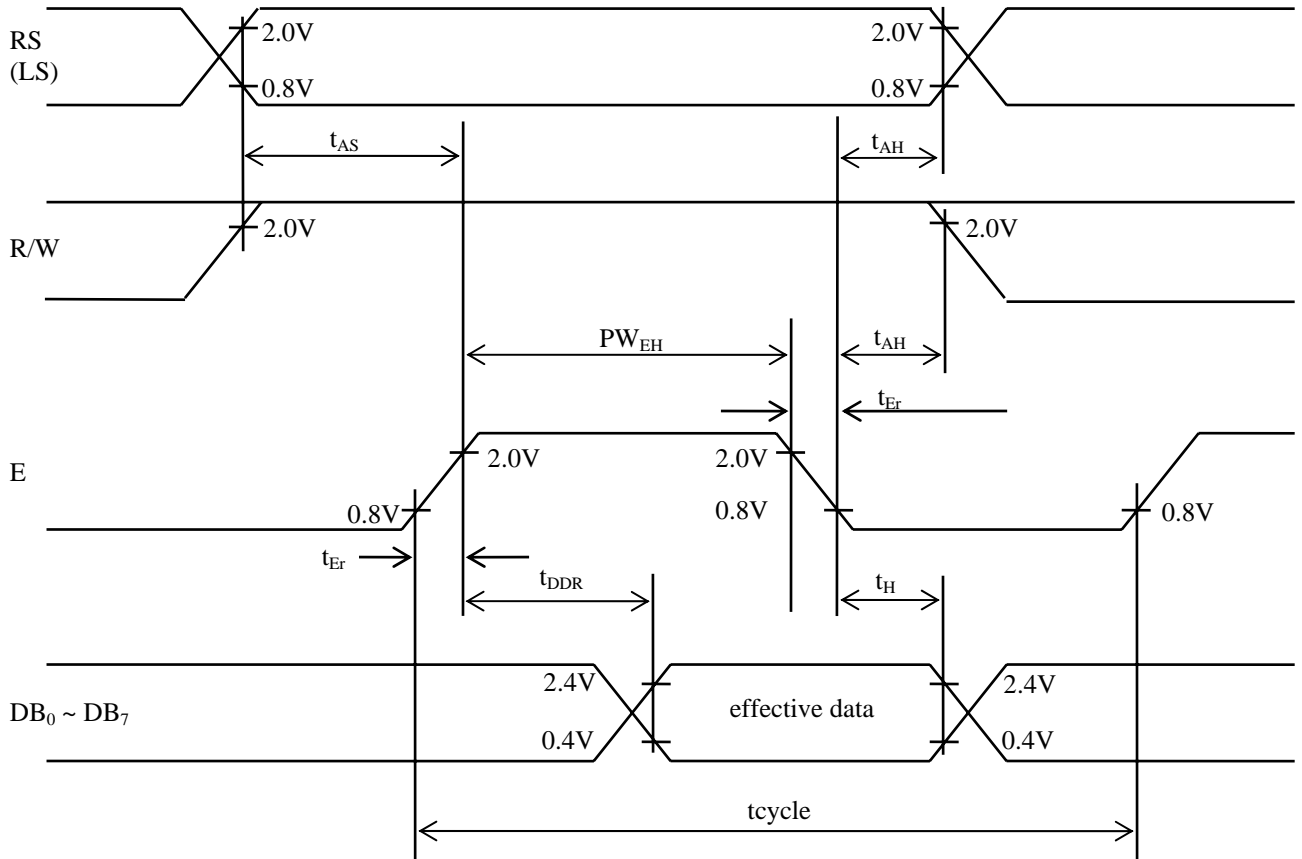 RS
(LS)
2.0V
2.0V
0.8V
0.8V
tAS
tAH
R/W
2.0V
2.0V
PWEH
tAH
tEr
E
2.0V
2.0V
0.8V
0.8V
0.8V
tEr
tDDR
tH
DB0 ~ DB7
2.4V
effective data
2.4V
0.4V
0.4V
tcycle